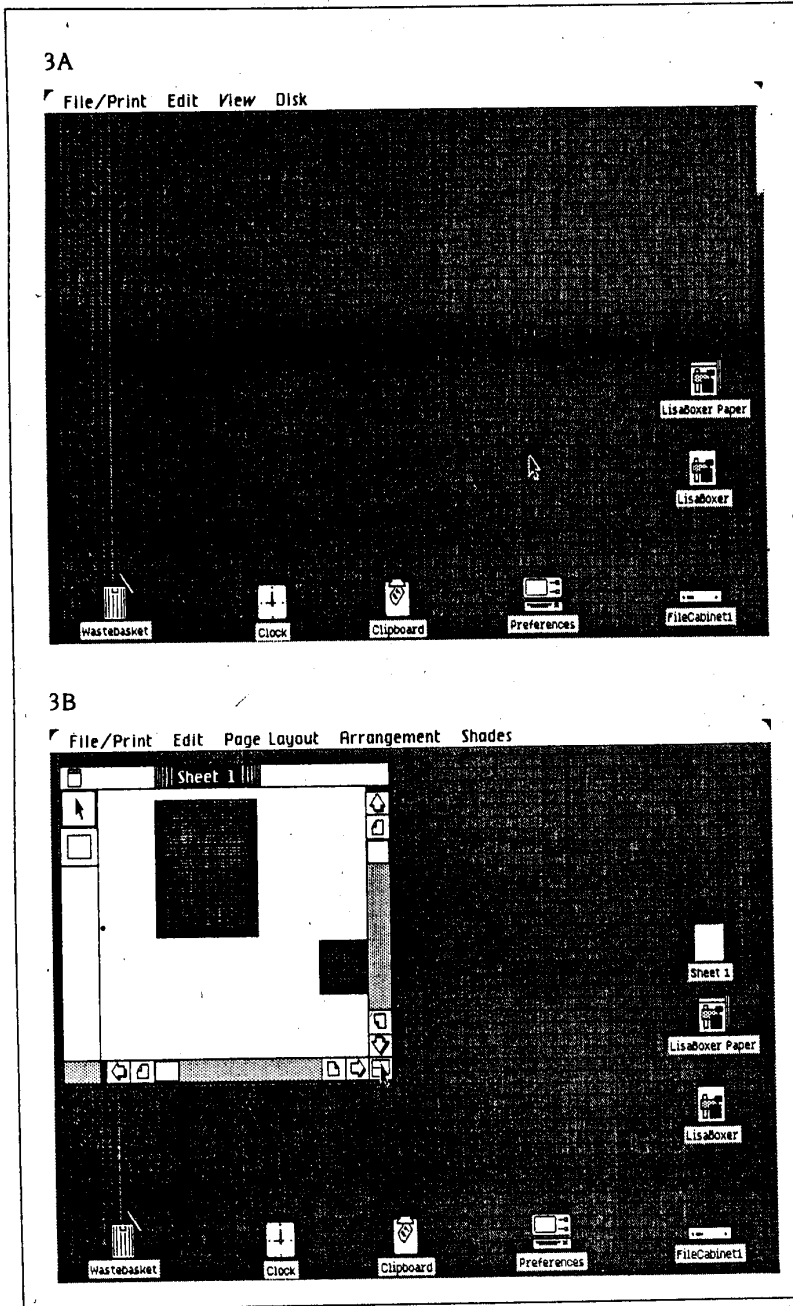 3A
File/Print Edit View Disk
LisaBoxer Paper
LisaBoxer
Wastebasket Clock Clipboard Preferences FileCabinet1
3B
File/Print Edit Page Layout Arrangement Shades
Sheet 1
Sheet 1
LisaBoxer Paper
LisaBoxer
Wastebasket Clock Clipboard Preferences FileCabinet1